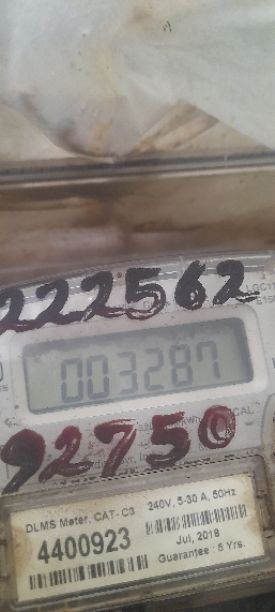 222562
003287
92750
DLMS Meter, CAT- C3
240V, 5-30 A, 50Hz
4400923
Jul, 2018
Guarantee : 5 Yrs.